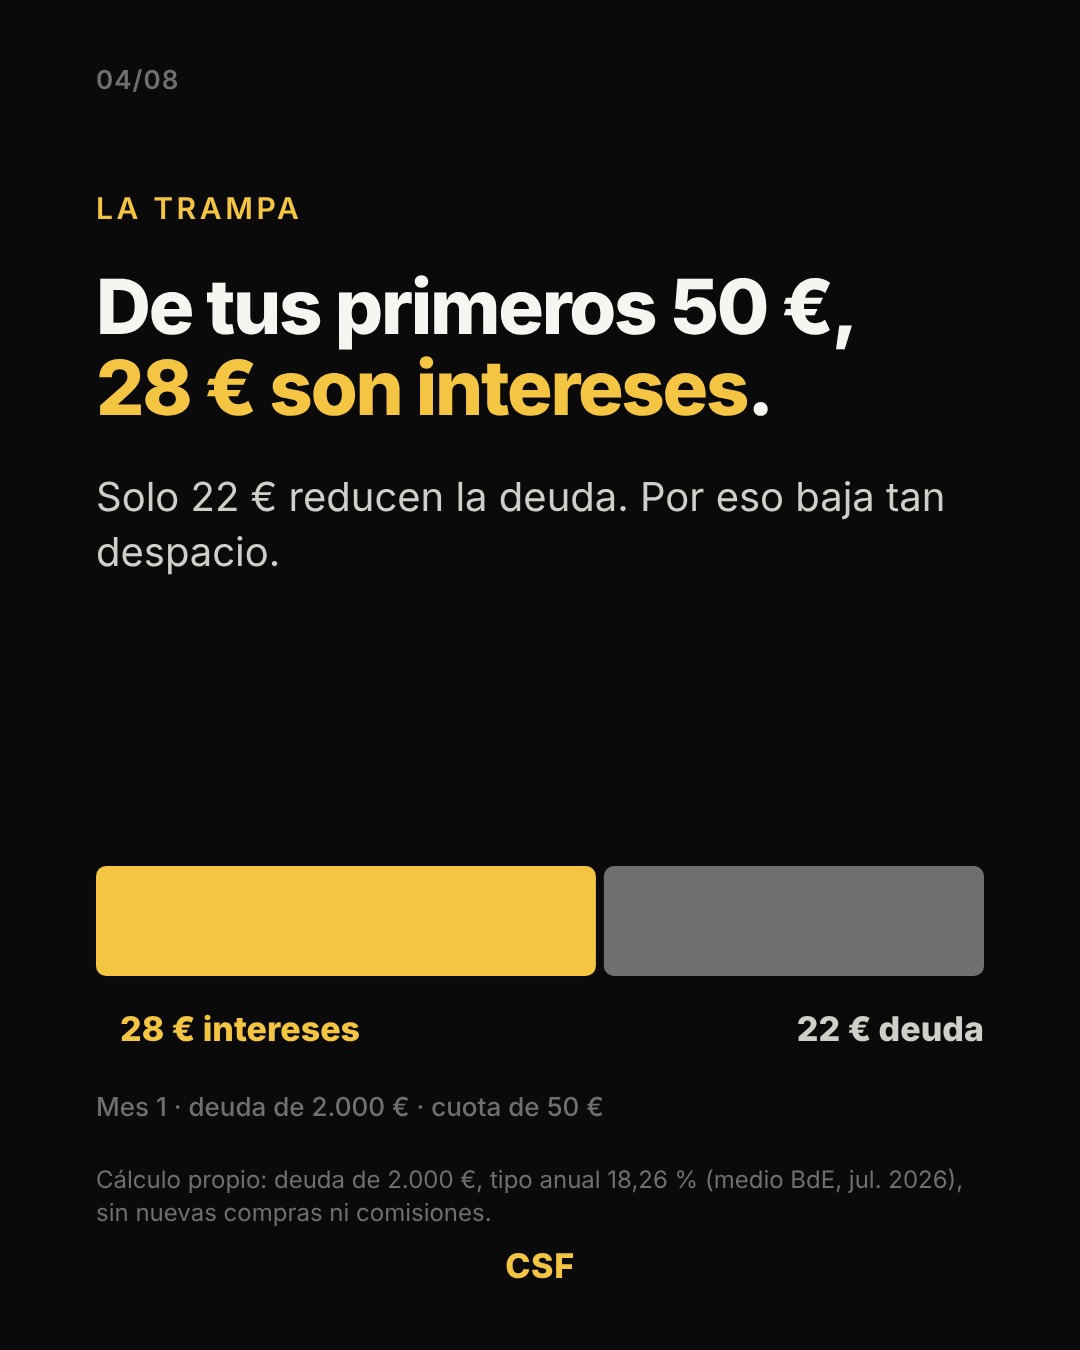 04/08
LA TRAMPA
De tus primeros 50 €,
28 € son intereses.
Solo 22 € reducen la deuda. Por eso baja tan
despacio.
28 € intereses
22 € deuda
Mes 1 · deuda de 2.000 € · cuota de 50 €
Cálculo propio: deuda de 2.000 €, tipo anual 18,26 % (medio BdE, jul. 2026),
sin nuevas compras ni comisiones.
CSF